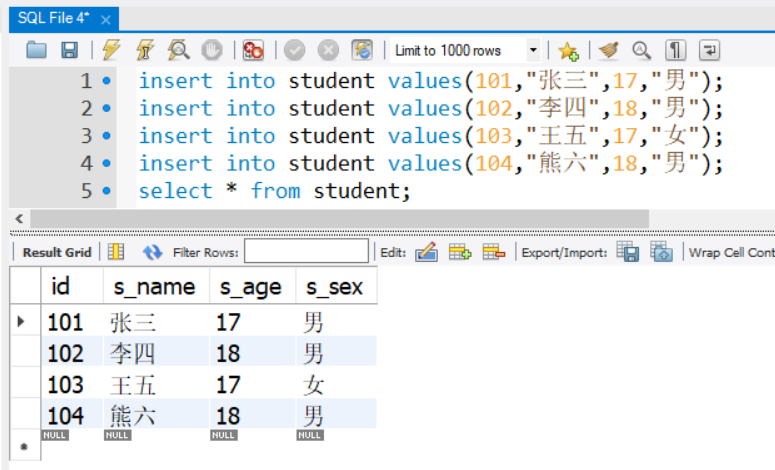 SQL File 4*
Limit to 1000 rows
1 insert into student values(101,"张三",17,"男");
2 insert into student values(102,"李四",18,"男");
3 insert into student values(103,"王五",17,"女");
4 insert into student values(104,"熊六",18,"男");
5 select * from student;
Result Grid Filter Rows: Edit: Export/Import: Wrap Cell Cont
id s_name s_age s_sex
101 张三 17 男
102 李四 18 男
103 王五 17 女
104 熊六 18 男
NULL NULL NULL NULL